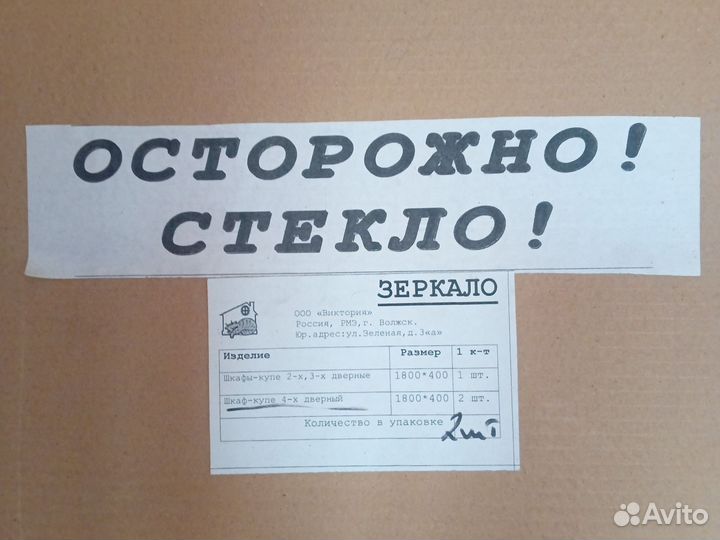 ОСТОРОЖНО!
СТЕКЛО!
ЗЕРКАЛО
ООО «Виктория»
Россия, РМЭ, г. Волжск.
Юр.адрес:ул.Зеленая,д.3«а»
Изделие Размер 1 к-т
Шкафы-купе 2-х,3-х дверные 1800*400 1 шт.
Шкаф-купе 4-х дверный 1800*400 2 шт.
Количество в упаковке 2шт
Avito